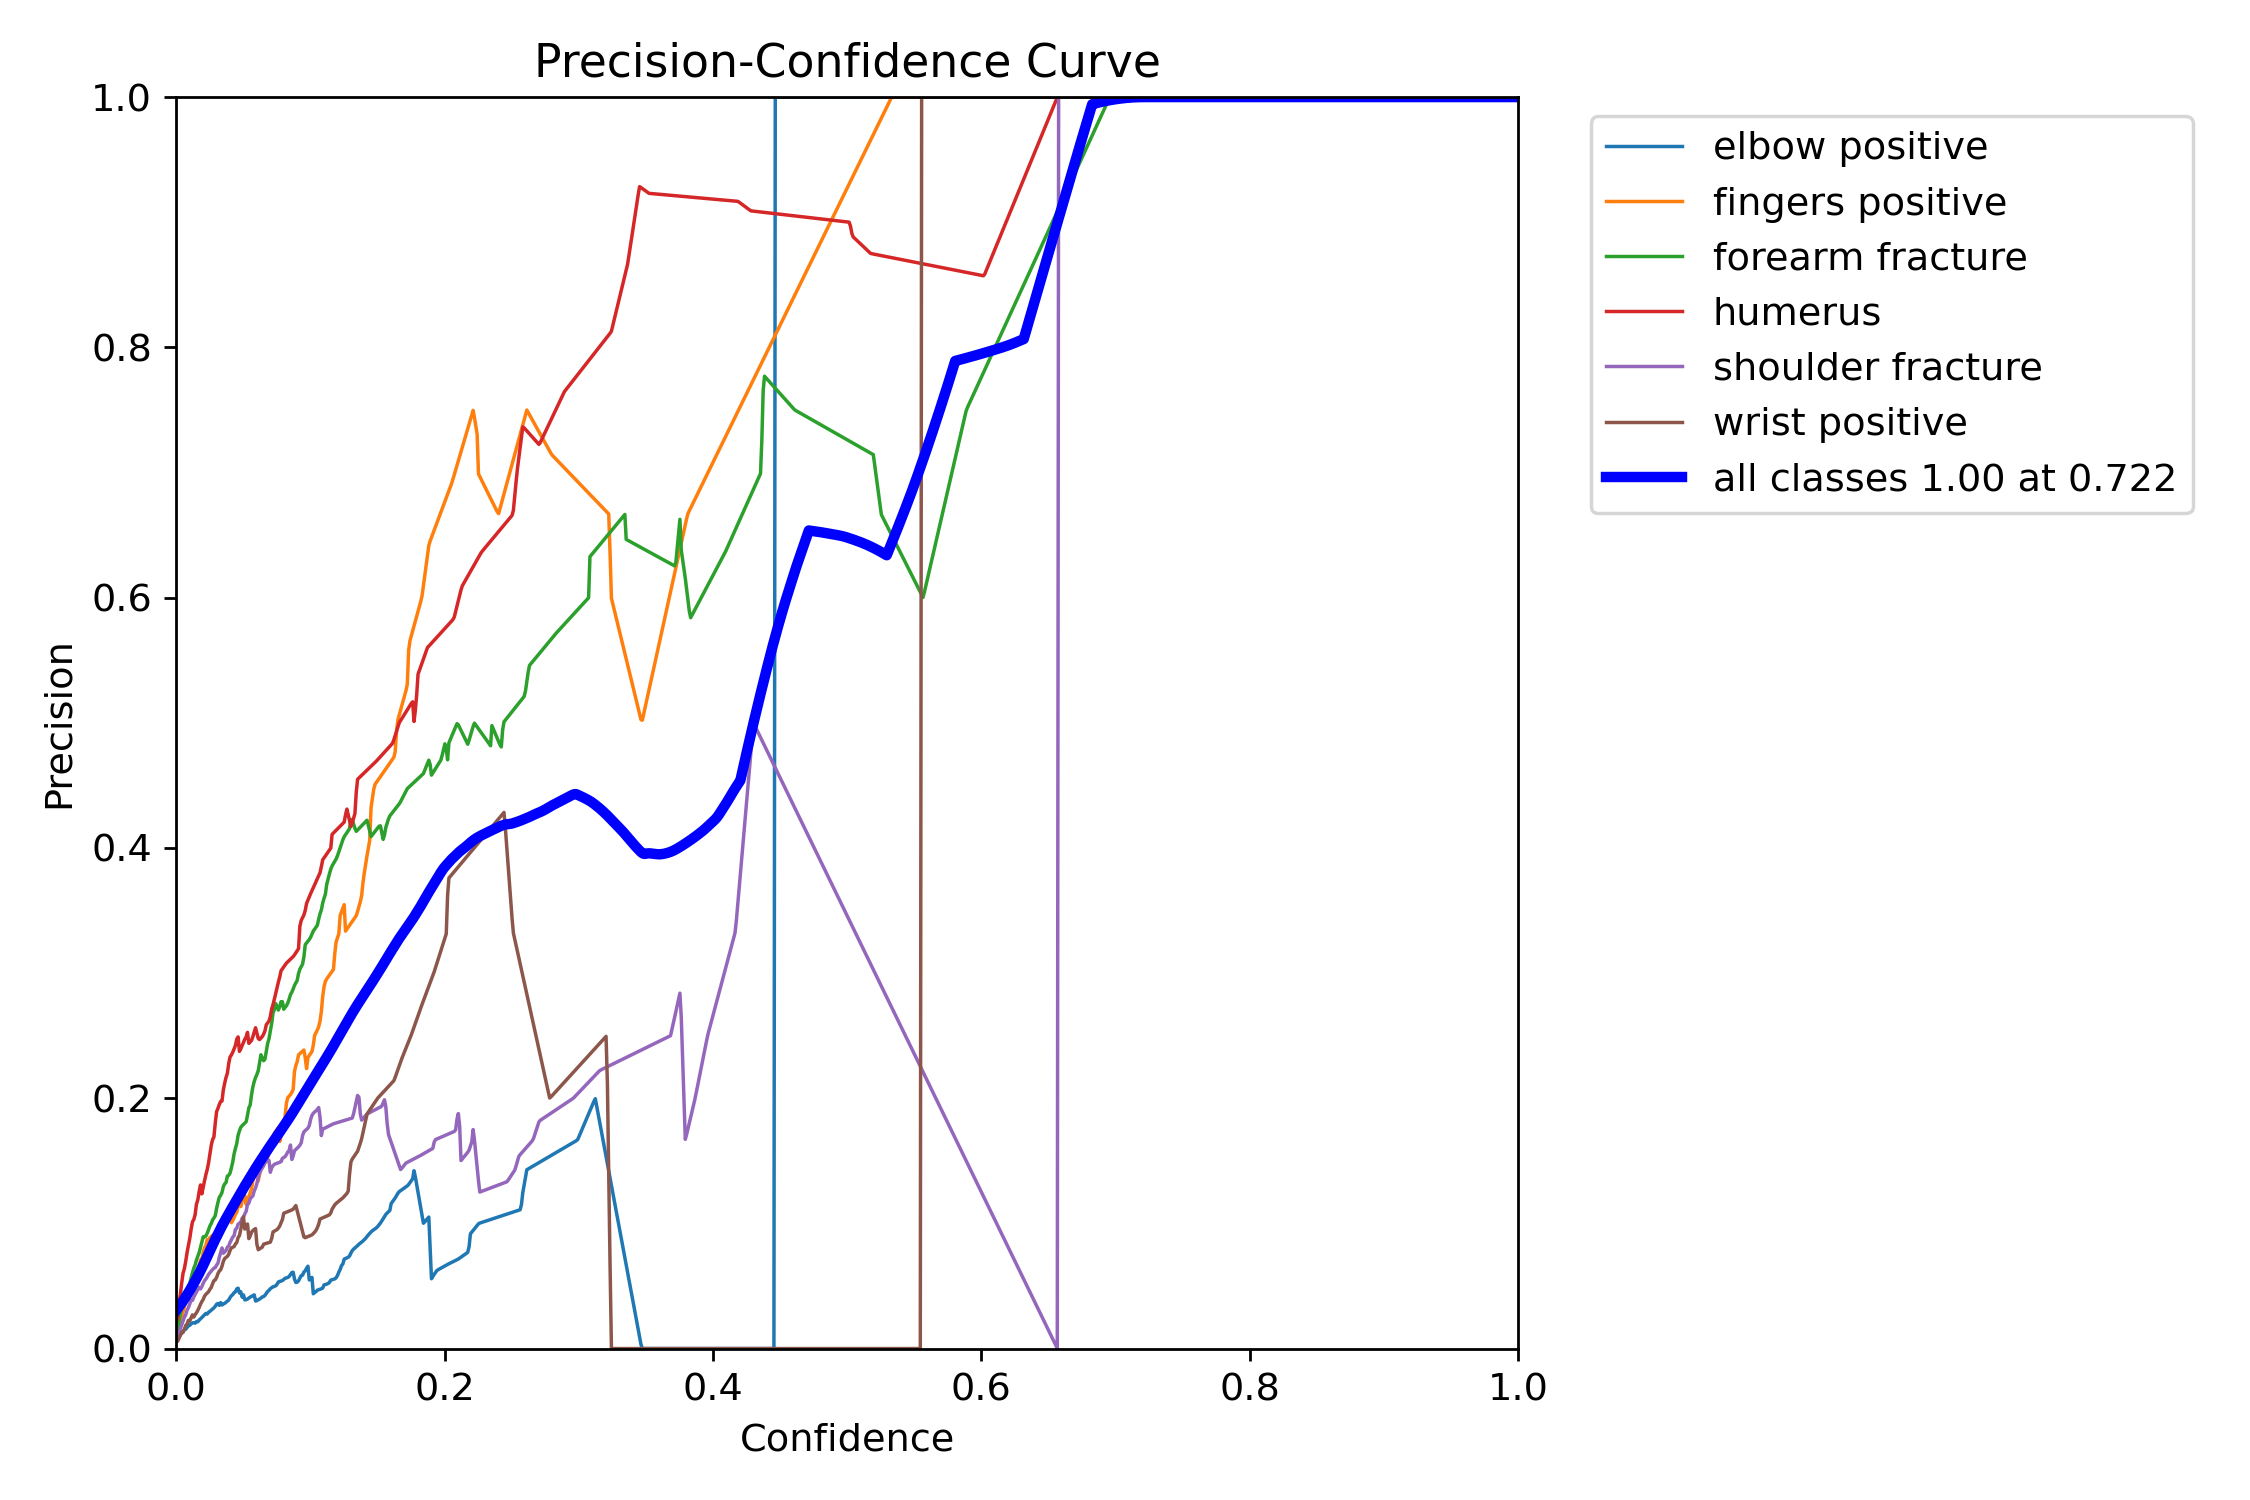 Precision-Confidence Curve
1.0
0.8
0.6
0.4
0.2
0.0
Precision
0.0 0.2 0.4 0.6 0.8 1.0
Confidence
elbow positive
fingers positive
forearm fracture
humerus
shoulder fracture
wrist positive
all classes 1.00 at 0.722